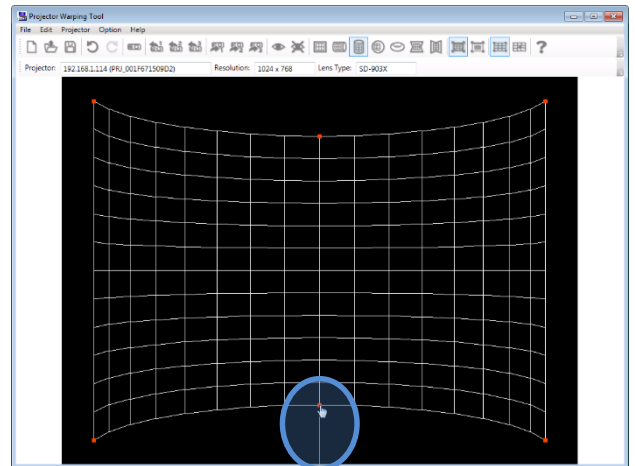 Projector Warping Tool
File Edit Projector Option Help
?
Projector: 192.168.1.114 (PRJ_001F671509D2) Resolution: 1024 x 768 Lens Type: SD-903X